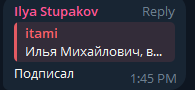 Ilya Stupakov Reply
itami
Илья Михайлович, в...
Подписал
1:45 PM